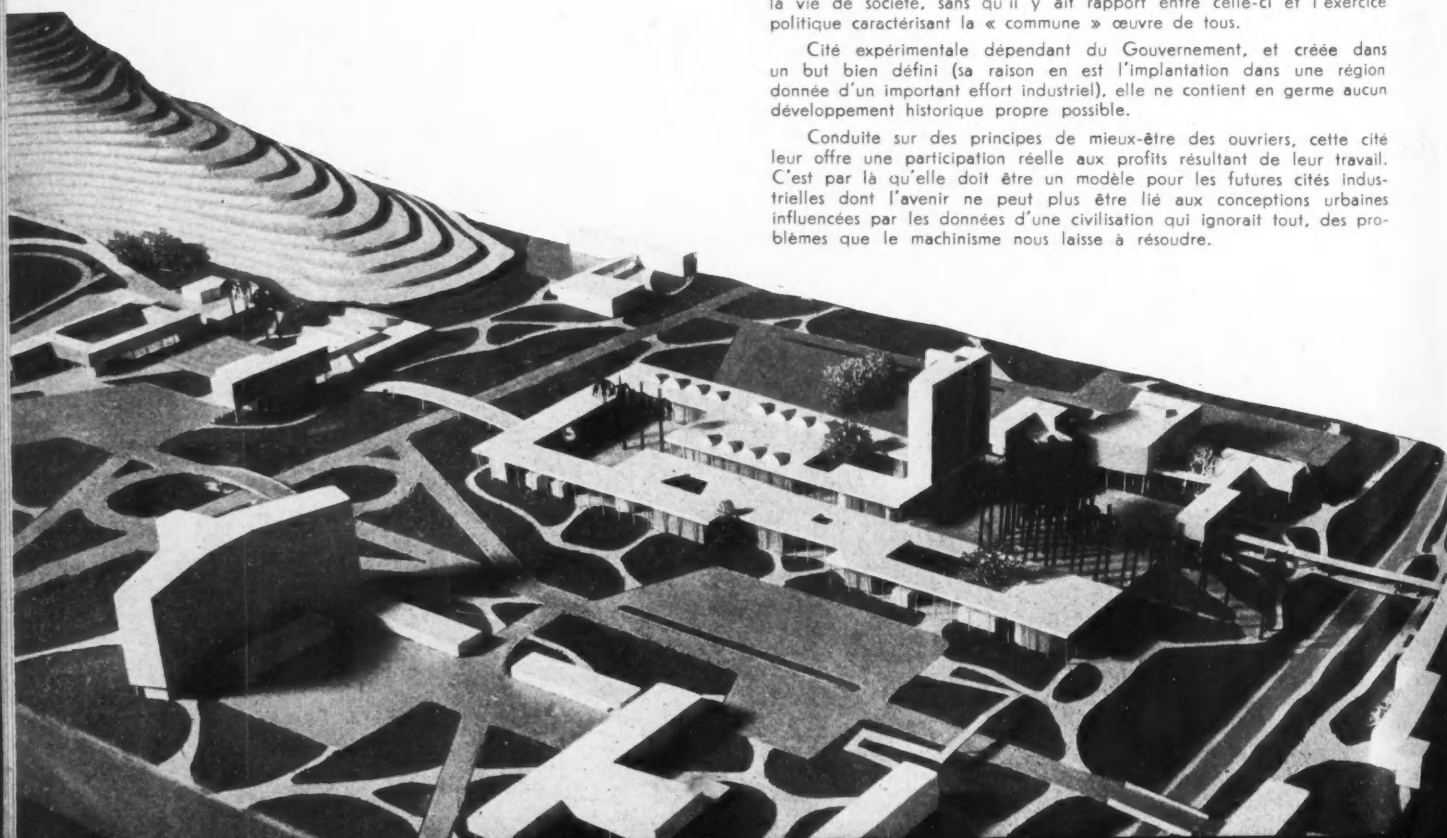 la vie de société, sans qu'il y ait rapport entre celle-ci et l'exercice
politique caractérisant la « commune » œuvre de tous.
Cité expérimentale dépendant du Gouvernement, et créée dans
un but bien défini (sa raison en est l'implantation dans une région
donnée d'un important effort industriel), elle ne contient en germe aucun
développement historique propre possible.
Conduite sur des principes de mieux-être des ouvriers, cette cité
leur offre une participation réelle aux profits résultant de leur travail.
C'est par là qu'elle doit être un modèle pour les futures cités indus-
trielles dont l'avenir ne peut plus être lié aux conceptions urbaines
influencées par les données d'une civilisation qui ignorait tout, des pro-
blèmes que le machinisme nous laisse à résoudre.